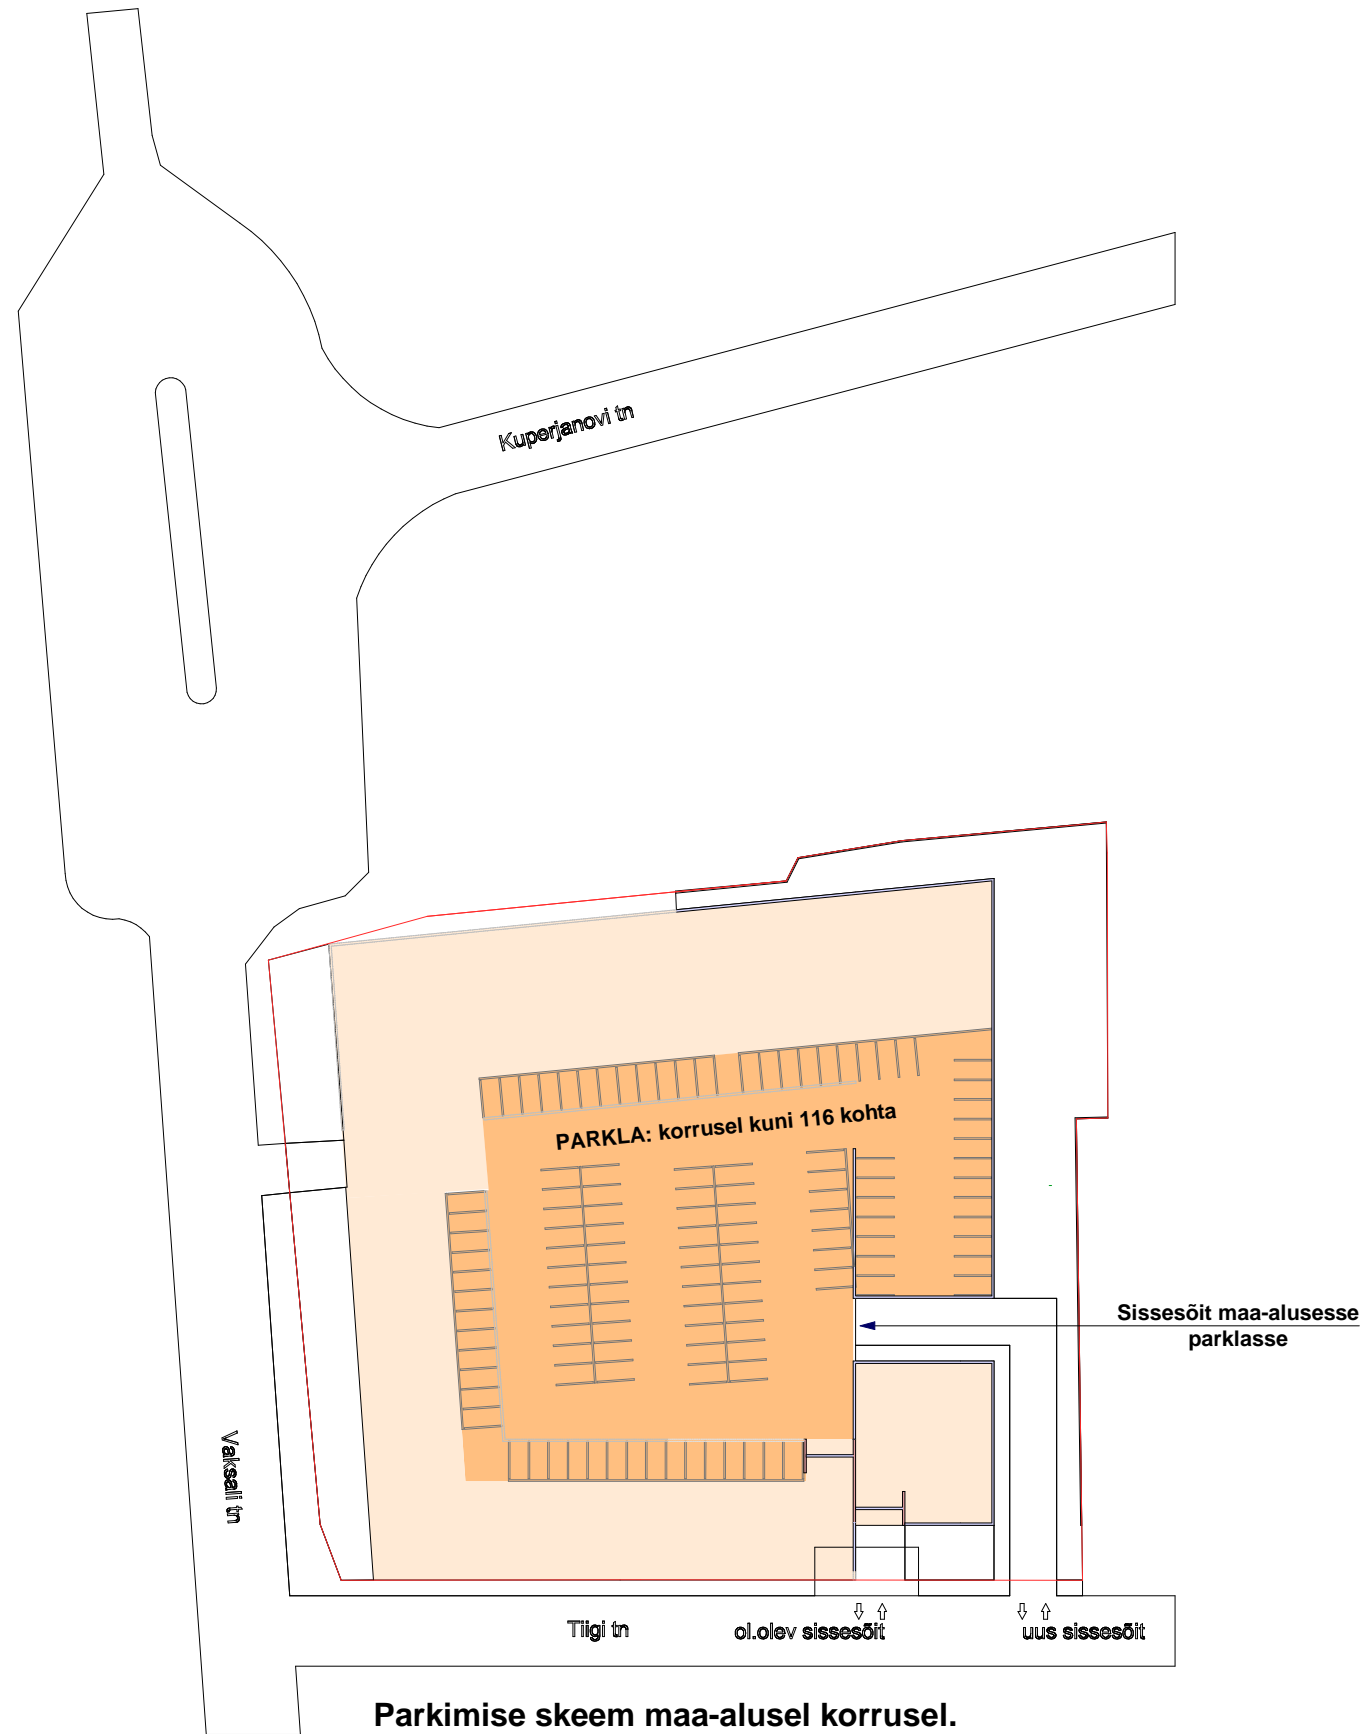 Kuperjanovi tn
PARKLA: korrusel kuni 116 kohta
Sissesõit maa-alusesse
parklasse
Vaksali tn
Tiigi tn
ol.olev sissesõit
uus sissesõit
Parkimise skeem maa-alusel korrusel.